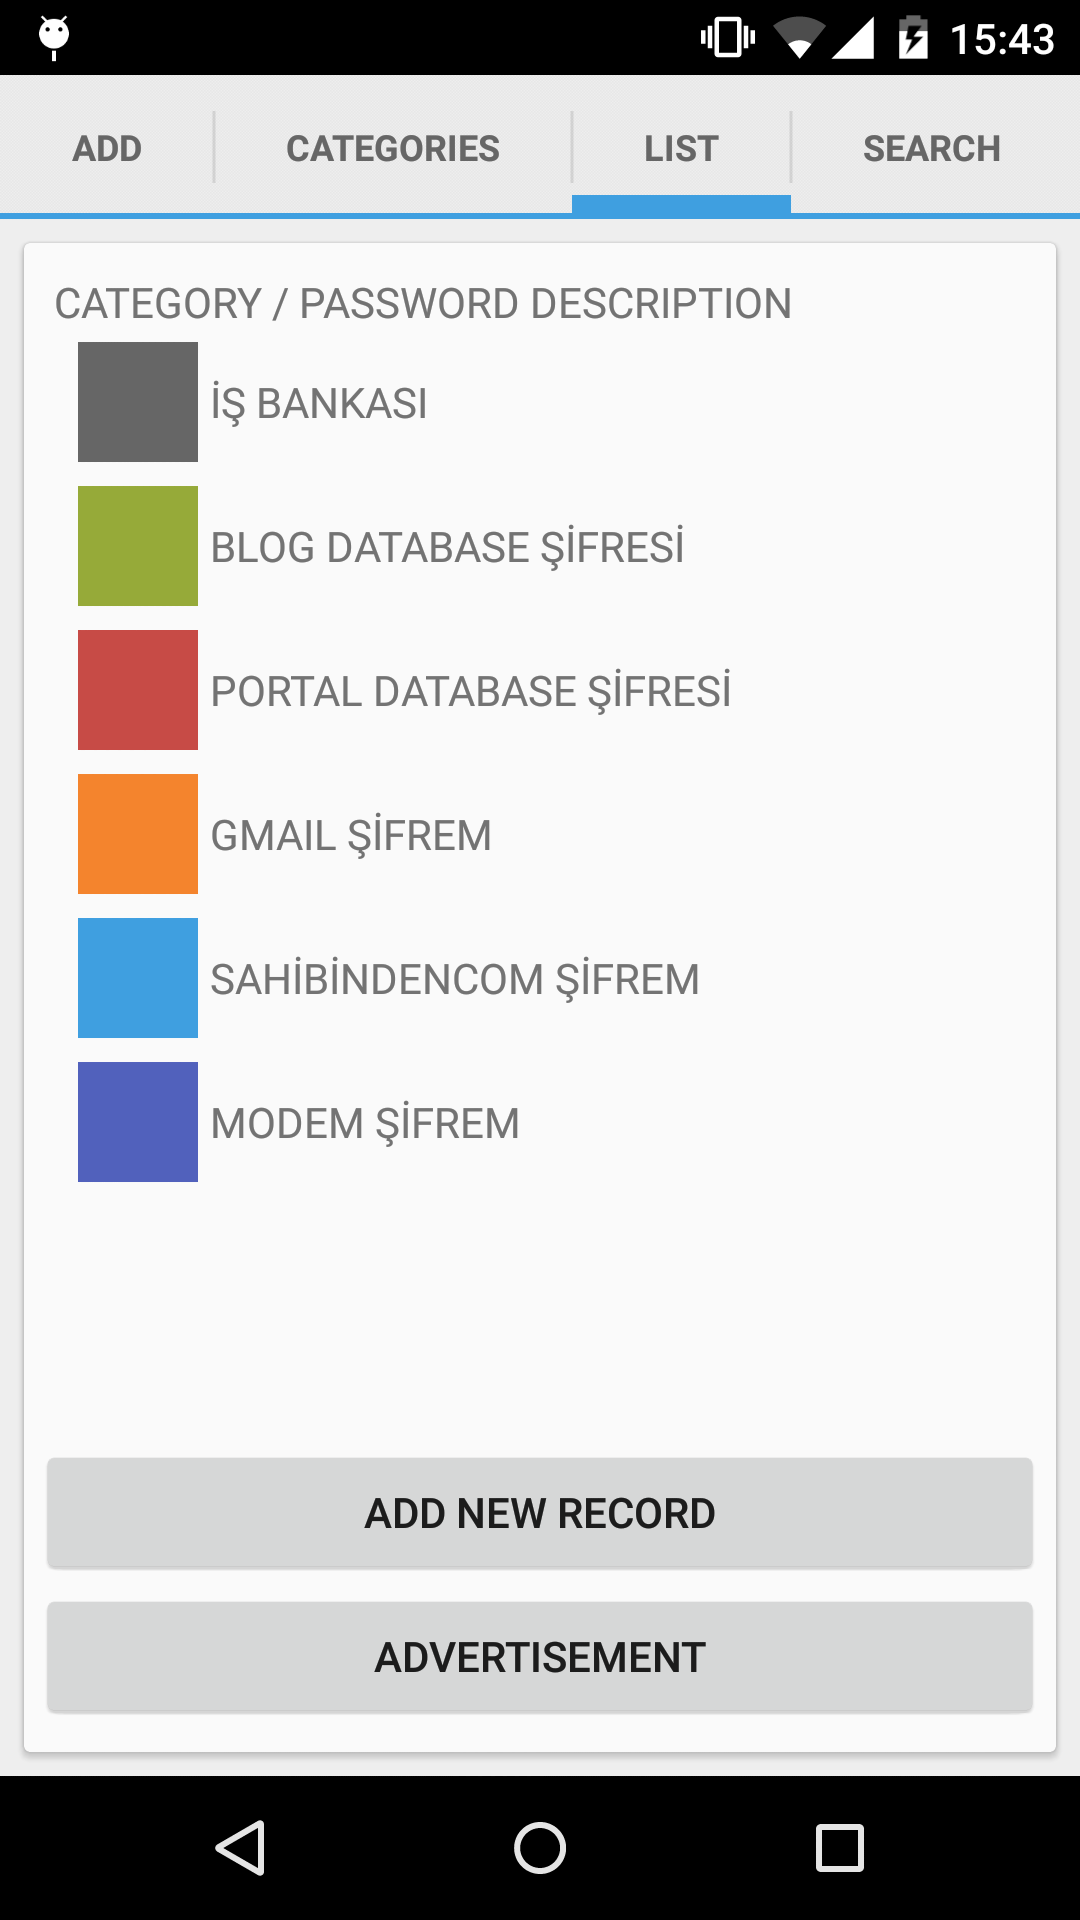 15:43
ADD
CATEGORIES
LIST
SEARCH
CATEGORY / PASSWORD DESCRIPTION
İŞ BANKASI
BLOG DATABASE ŞİFRESİ
PORTAL DATABASE ŞİFRESİ
GMAIL ŞİFREM
SAHİBİNDENCOM ŞİFREM
MODEM ŞİFREM
ADD NEW RECORD
ADVERTISEMENT